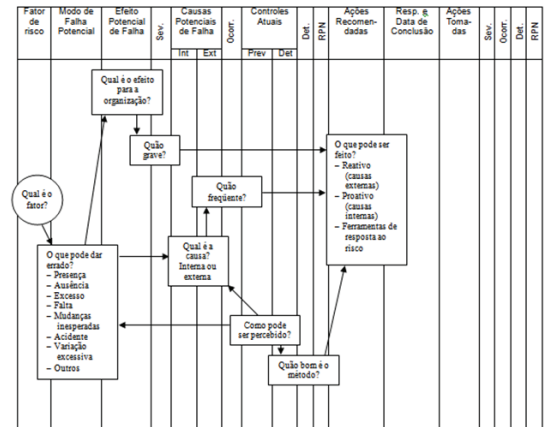 Fator de risco
Modo de Falha Potencial
Efeito Potencial de Falha
Sev.
Causas Potenciais de Falha
Int
Ext
Ocorr.
Controles Atuais
Prev
Det
Det.
RPN
Ações Recomen-dadas
Resp. & Data de Conclusão
Ações Toma-das
Sev.
Ocorr.
Det.
RPN
Qual é o efeito
para a
organização?
Quão
grave?
O que pode ser
feito?
– Reativo
(causas
externas)
– Proativo
(causas
internas)
– Ferramentas de
resposta ao
risco
Quão
freqüente?
Qual é o
fator?
Qual é a
causa?
Interna ou
externa
O que pode dar
errado?
– Presença
– Ausência
– Excesso
– Falta
– Mudanças
inesperadas
– Acidente
– Variação
excessiva
– Outros
Como pode
ser percebido?
Quão bom é o
método?